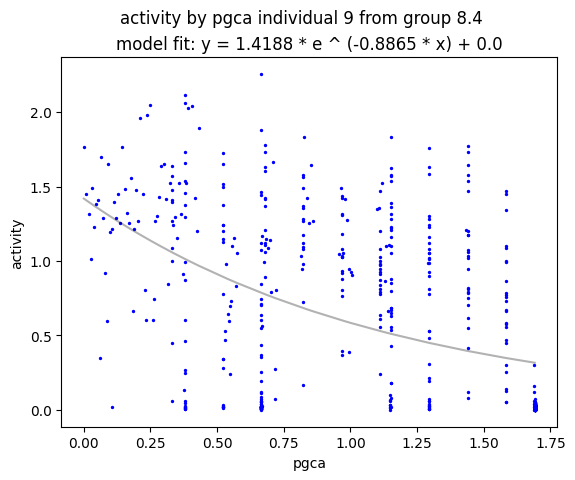 activity by pgca individual 9 from group 8.4
model fit: y = 1.4188 * e ^ (-0.8865 * x) + 0.0
2.0
1.5
1.0
0.5
0.0
activity
0.00 0.25 0.50 0.75 1.00 1.25 1.50 1.75
pgca